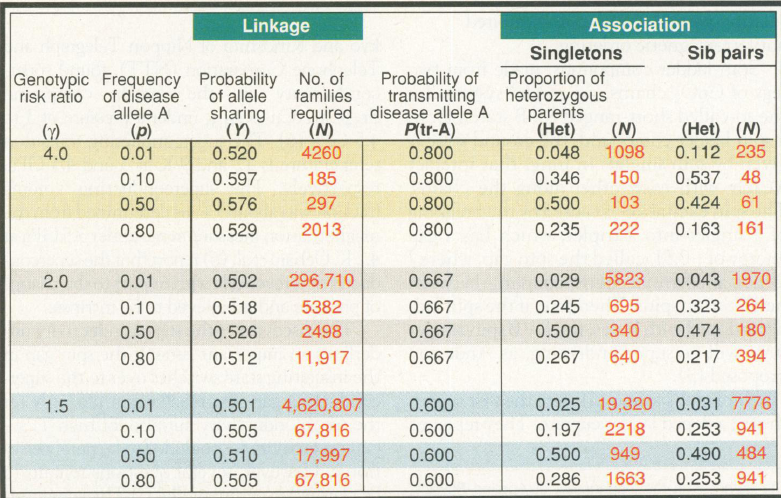 Linkage Association
Singletons Sib pairs
Genotypic Frequency Probability No. of Probability of Proportion of
risk ratio of disease of allele families transmitting heterozygous
allele A sharing required disease allele A parents
(γ) (p) (Y) (N) P(tr-A) (Het) (N) (Het) (N)
4.0 0.01 0.520 4260 0.800 0.048 1098 0.112 235
0.10 0.597 185 0.800 0.346 150 0.537 48
0.50 0.576 297 0.800 0.500 103 0.424 61
0.80 0.529 2013 0.800 0.235 222 0.163 161
2.0 0.01 0.502 296,710 0.667 0.029 5823 0.043 1970
0.10 0.518 5382 0.667 0.245 695 0.323 264
0.50 0.526 2498 0.667 0.500 340 0.474 180
0.80 0.512 11,917 0.667 0.267 640 0.217 394
1.5 0.01 0.501 4,620,807 0.600 0.025 19,320 0.031 7776
0.10 0.505 67,816 0.600 0.197 2218 0.253 941
0.50 0.510 17,997 0.600 0.500 949 0.490 484
0.80 0.505 67,816 0.600 0.286 1663 0.253 941